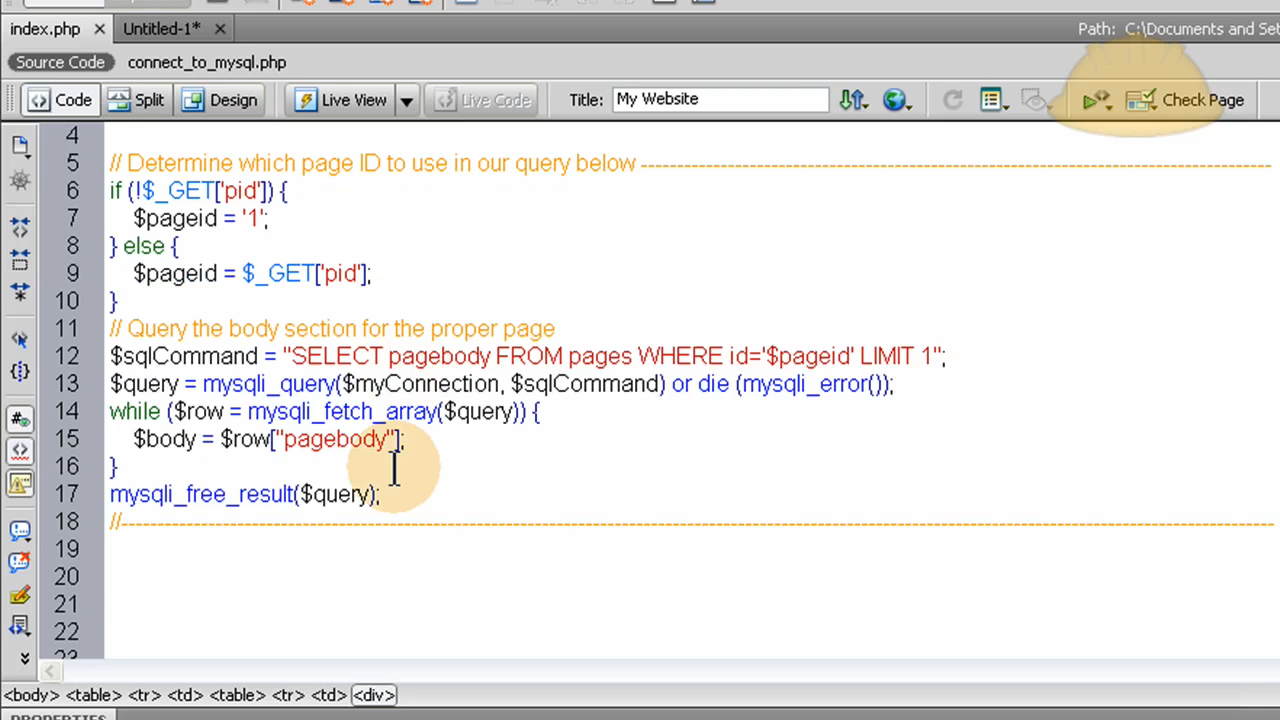 index.php × Untitled-1* × Path: C:\Documents and Set
Source Code connect_to_mysql.php
Code Split Design Live View Live Code Title: My Website Check Page
4
5 // Determine which page ID to use in our query below ------------------------------------------------------------------------------------
6 if (!$_GET['pid']) {
7 $pageid = '1';
8 } else {
9 $pageid = $_GET['pid'];
10 }
11 // Query the body section for the proper page
12 $sqlCommand = "SELECT pagebody FROM pages WHERE id='$pageid' LIMIT 1";
13 $query = mysqli_query($myConnection, $sqlCommand) or die (mysqli_error());
14 while ($row = mysqli_fetch_array($query)) {
15 $body = $row["pagebody"];
16 }
17 mysqli_free_result($query);
18 //------------------------------------------------------------------------------------------------------------------------------------------------
19
20
21
22
23
<body> <table> <tr> <td> <table> <tr> <td> <div>
PROPERTIES